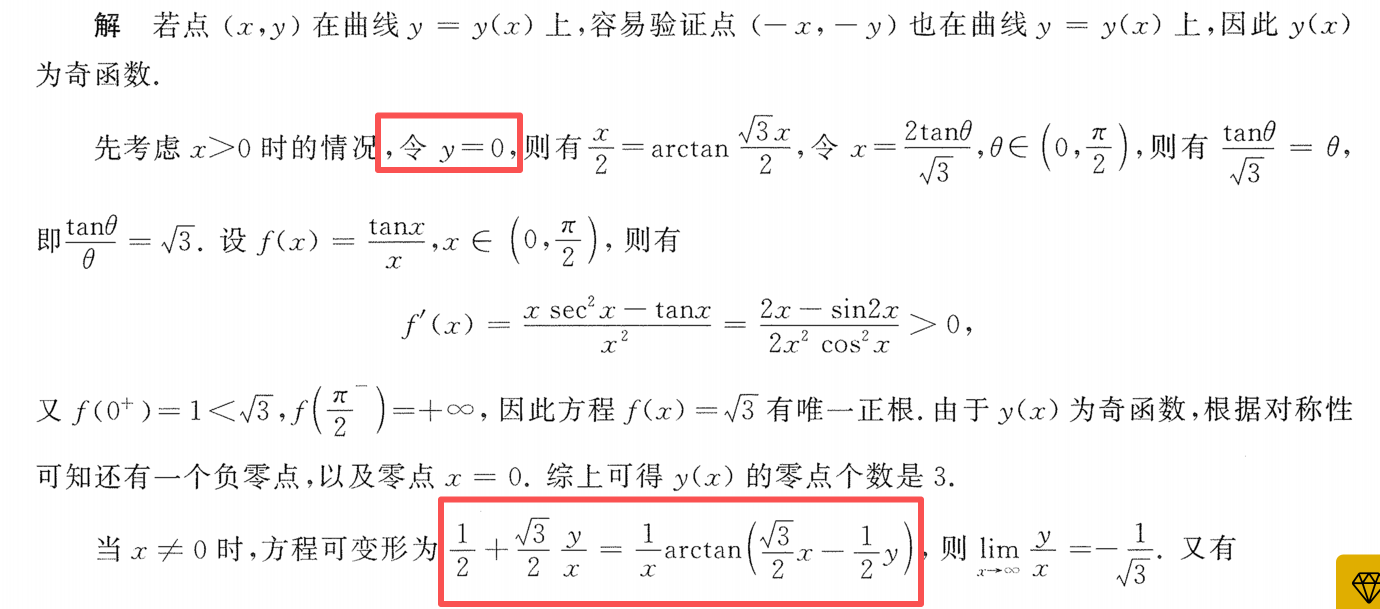 解 若点 (x,y) 在曲线 y = y(x) 上,容易验证点 (-x,-y) 也在曲线 y = y(x) 上,因此 y(x)
为奇函数.
先考虑 x>0 时的情况,令 y=0,则有 x/2 = arctan √3x/2,令 x = 2tanθ/√3,θ∈(0,π/2),则有 tanθ/√3 = θ,
即 tanθ/θ = √3. 设 f(x) = tanx/x,x ∈ (0,π/2),则有
f′(x) = (x sec²x - tanx)/x² = (2x - sin2x)/(2x² cos²x) > 0,
又 f(0⁺)=1<√3,f(π/2⁻)=+∞,因此方程 f(x)=√3 有唯一正根.由于 y(x) 为奇函数,根据对称性
可知还有一个负零点,以及零点 x = 0. 综上可得 y(x) 的零点个数是 3.
当 x ≠ 0 时,方程可变形为 1/2 + √3/2 y/x = 1/x arctan(√3/2 x - 1/2 y),则 lim x→∞ y/x = -1/√3. 又有